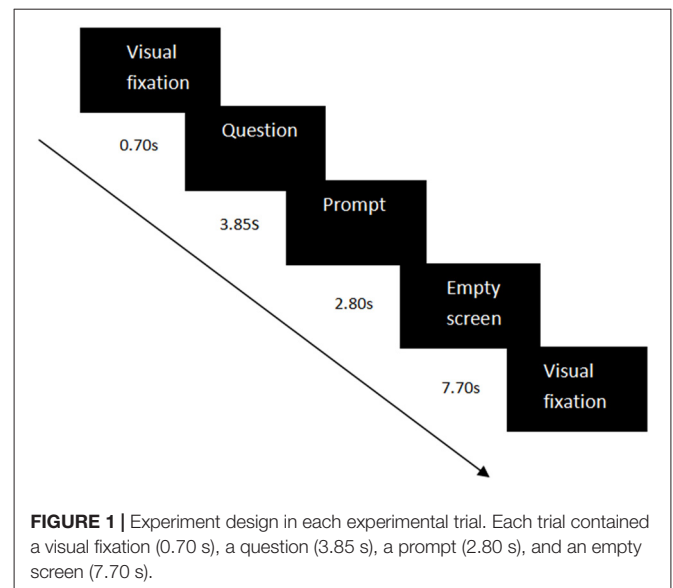 Visual
fixation
0.70s
Question
3.85s
Prompt
2.80s
Empty
screen
7.70s
Visual
fixation
FIGURE 1 | Experiment design in each experimental trial. Each trial contained
a visual fixation (0.70 s), a question (3.85 s), a prompt (2.80 s), and an empty
screen (7.70 s).